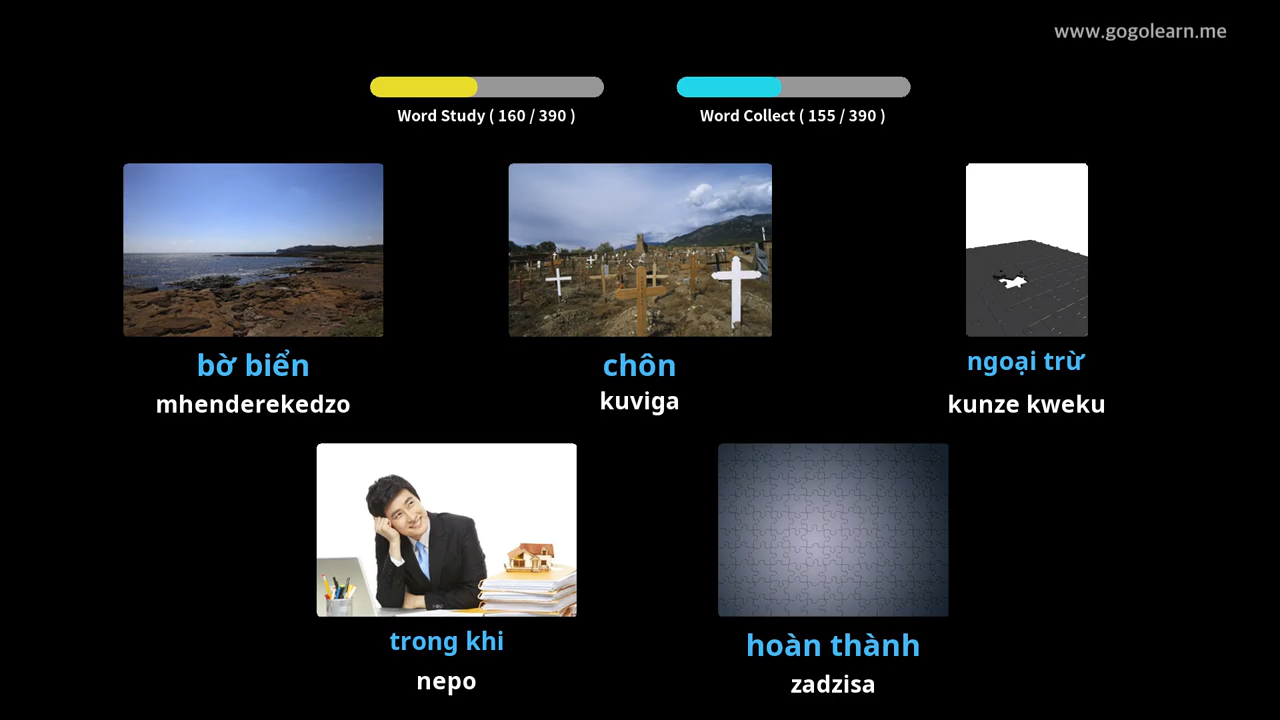 www.gogolearn.me
Word Study ( 160 / 390 )
Word Collect ( 155 / 390 )
bờ biển
mhenderekedzo
chôn
kuviga
ngoại trừ
kunze kweku
trong khi
nepo
hoàn thành
zadzisa